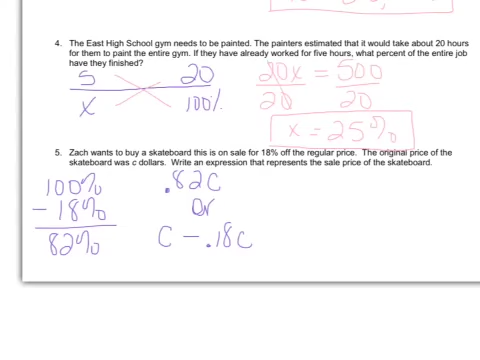 4. The East High School gym needs to be painted. The painters estimated that it would take about 20 hours
for them to paint the entire gym. If they have already worked for five hours, what percent of the entire job
have they finished?
5 20 20x = 500
x 100% 20 20
x = 25%
5. Zach wants to buy a skateboard this is on sale for 18% off the regular price. The original price of the
skateboard was c dollars. Write an expression that represents the sale price of the skateboard.
100% .82c
- 18% or
82% c - .18c